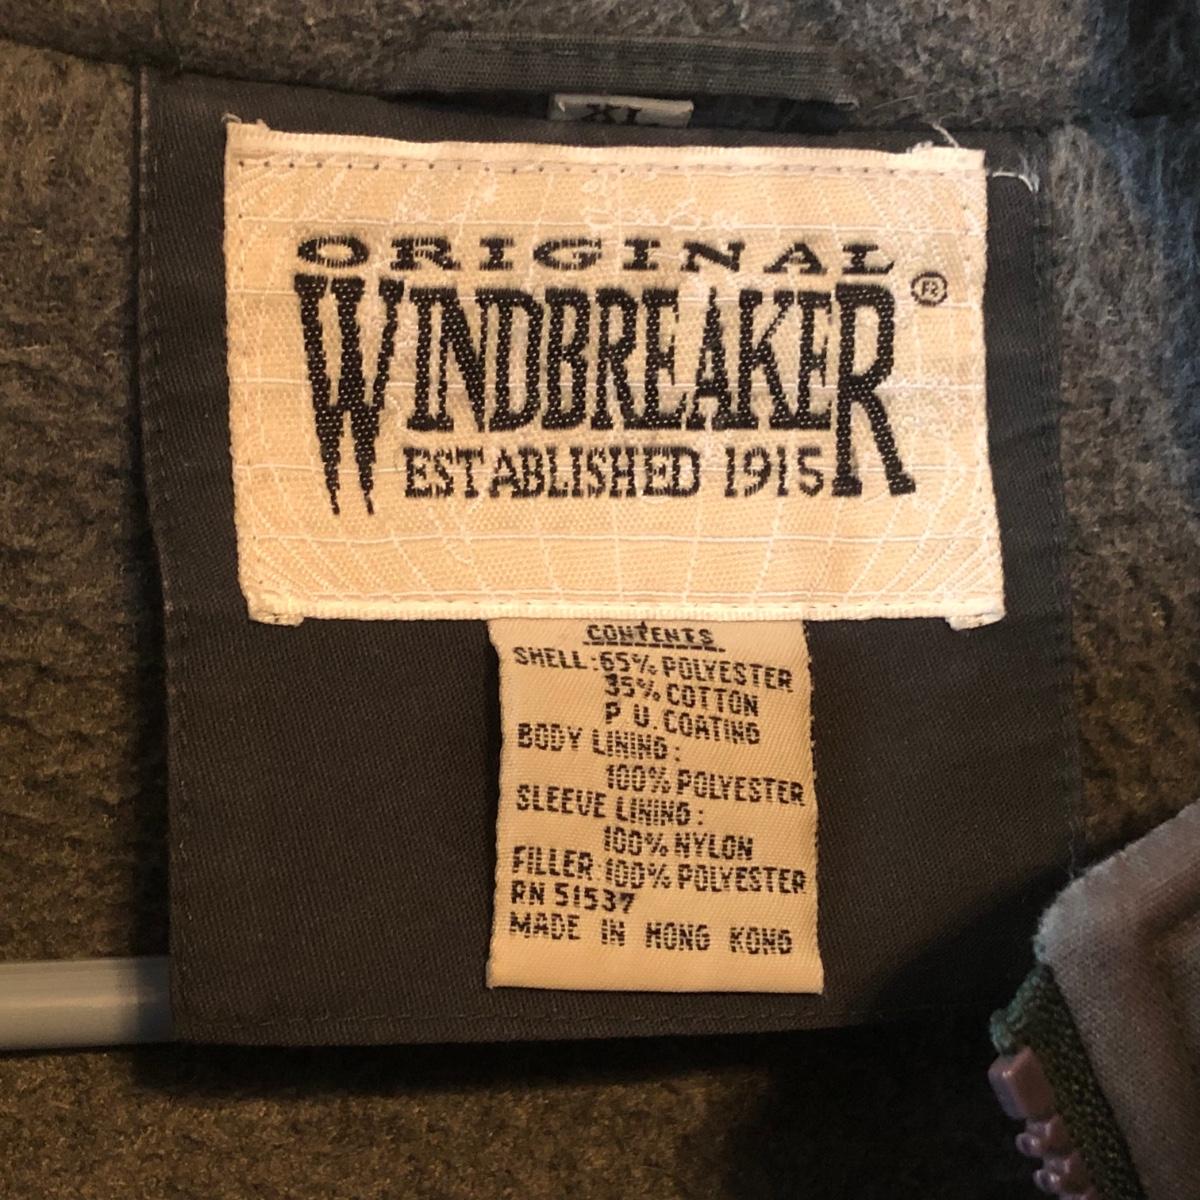 XL
ORIGINAL
WINDBREAKER®
ESTABLISHED 1915
CONTENTS
SHELL:65% POLYESTER
35% COTTON
P U. COATING
BODY LINING:
100% POLYESTER
SLEEVE LINING:
100% NYLON
FILLER:100% POLYESTER
RN 51537
MADE IN HONG KONG